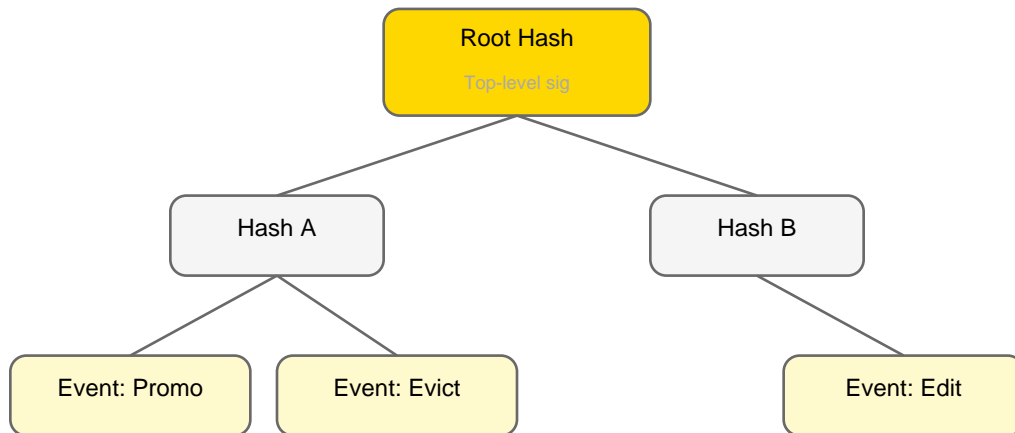 Root Hash
Top-level sig
Hash A
Hash B
Event: Promo
Event: Evict
Event: Edit